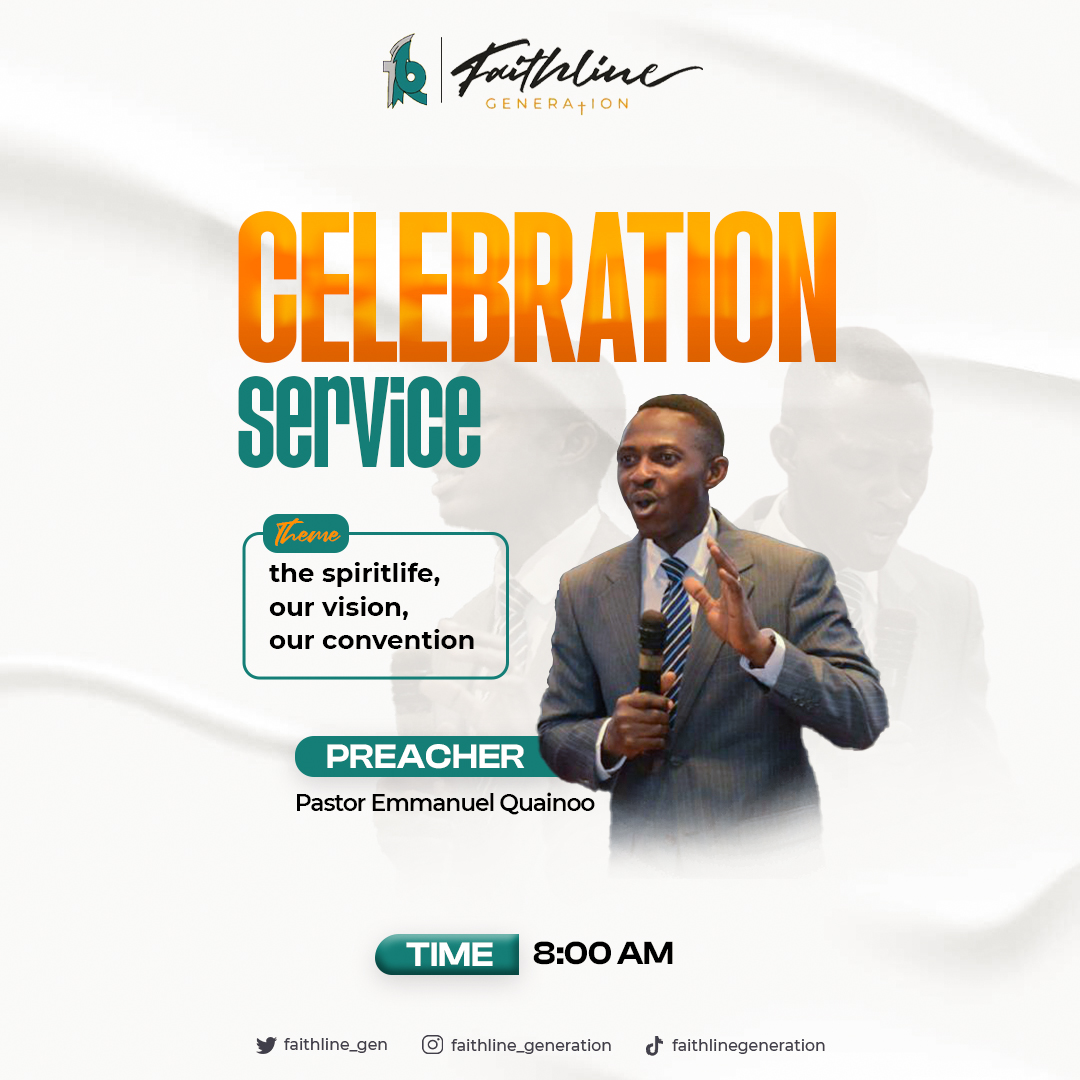 Faithline
GENERATION
CELEBRATION
service
Theme
the spiritlife,
our vision,
our convention
PREACHER
Pastor Emmanuel Quainoo
TIME 8:00 AM
faithline_gen faithline_generation faithlinegeneration